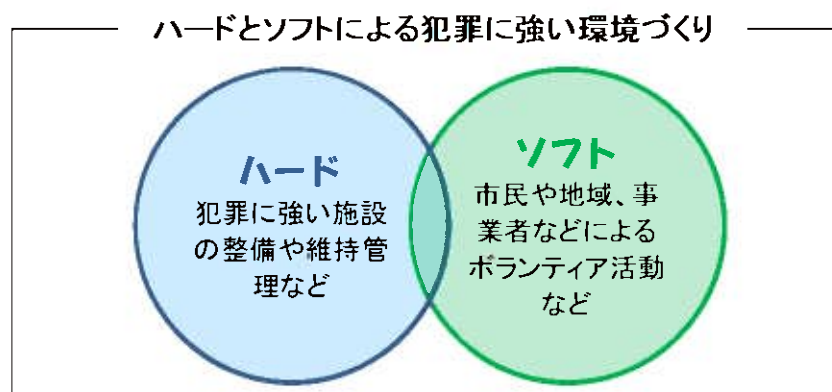 ハードとソフトによる犯罪に強い環境づくり
ハード
犯罪に強い施設
の整備や維持管
理など
ソフト
市民や地域、事
業者などによる
ボランティア活動
など